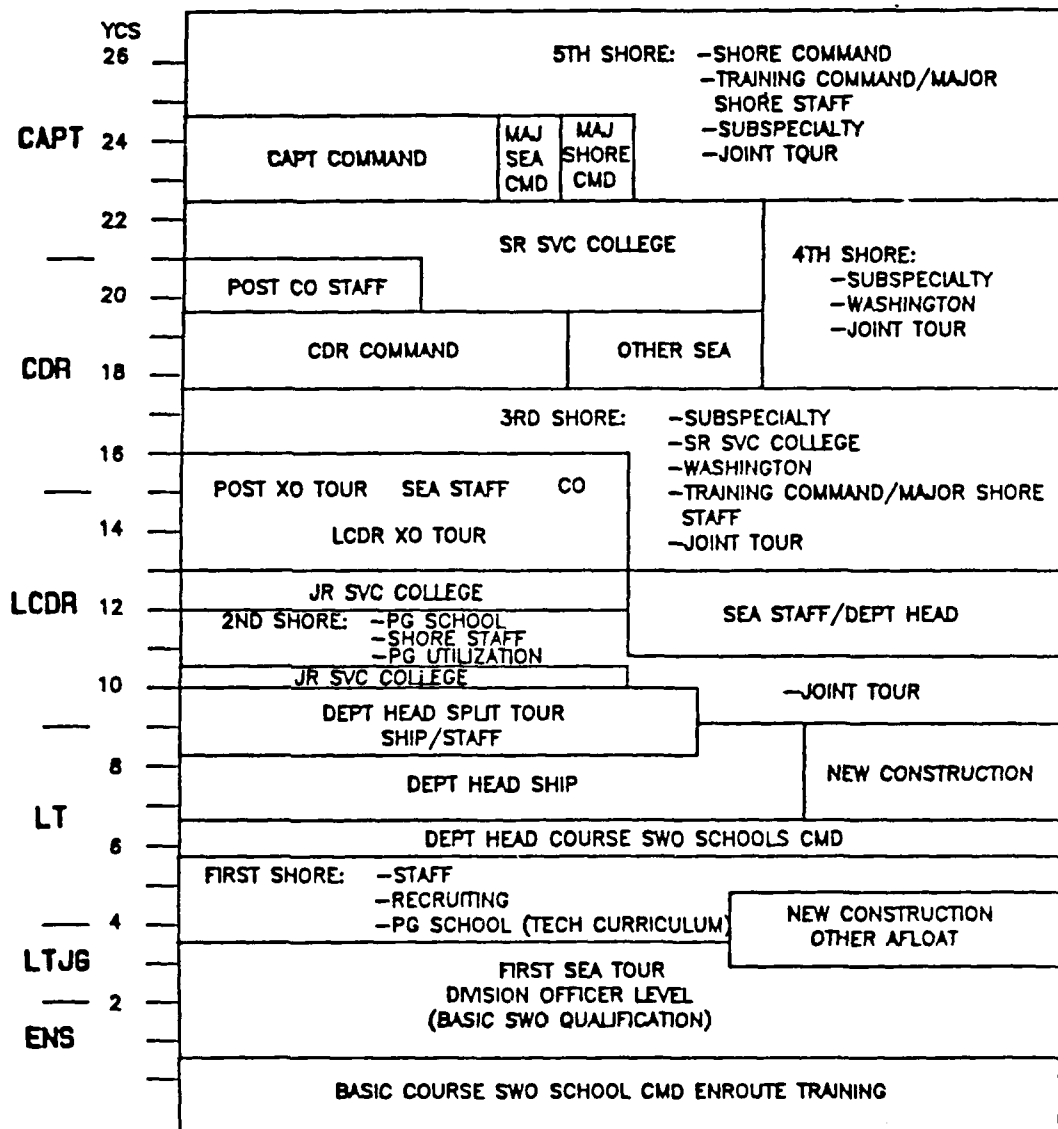 YCS
26
5TH SHORE: -SHORE COMMAND
-TRAINING COMMAND/MAJOR
SHORE STAFF
-SUBSPECIALTY
-JOINT TOUR
CAPT
24
CAPT COMMAND
MAJ
SEA
CMD
MAJ
SHORE
CMD
22
SR SVC COLLEGE
4TH SHORE:
-SUBSPECIALTY
-WASHINGTON
-JOINT TOUR
20
POST CO STAFF
CDR COMMAND
OTHER SEA
CDR
18
3RD SHORE: -SUBSPECIALTY
-SR SVC COLLEGE
-WASHINGTON
-TRAINING COMMAND/MAJOR SHORE
STAFF
-JOINT TOUR
16
POST XO TOUR SEA STAFF CO
14
LCDR XO TOUR
JR SVC COLLEGE
LCDR
12
SEA STAFF/DEPT HEAD
2ND SHORE: -PG SCHOOL
-SHORE STAFF
-PG UTILIZATION
JR SVC COLLEGE
10
-JOINT TOUR
DEPT HEAD SPLIT TOUR
SHIP/STAFF
8
DEPT HEAD SHIP
NEW CONSTRUCTION
LT
6
DEPT HEAD COURSE SWO SCHOOLS CMD
FIRST SHORE: -STAFF
-RECRUITING
-PG SCHOOL (TECH CURRICULUM)
4
NEW CONSTRUCTION
OTHER AFLOAT
LTJG
FIRST SEA TOUR
DIVISION OFFICER LEVEL
(BASIC SWO QUALIFICATION)
2
ENS
BASIC COURSE SWO SCHOOL CMD ENROUTE TRAINING